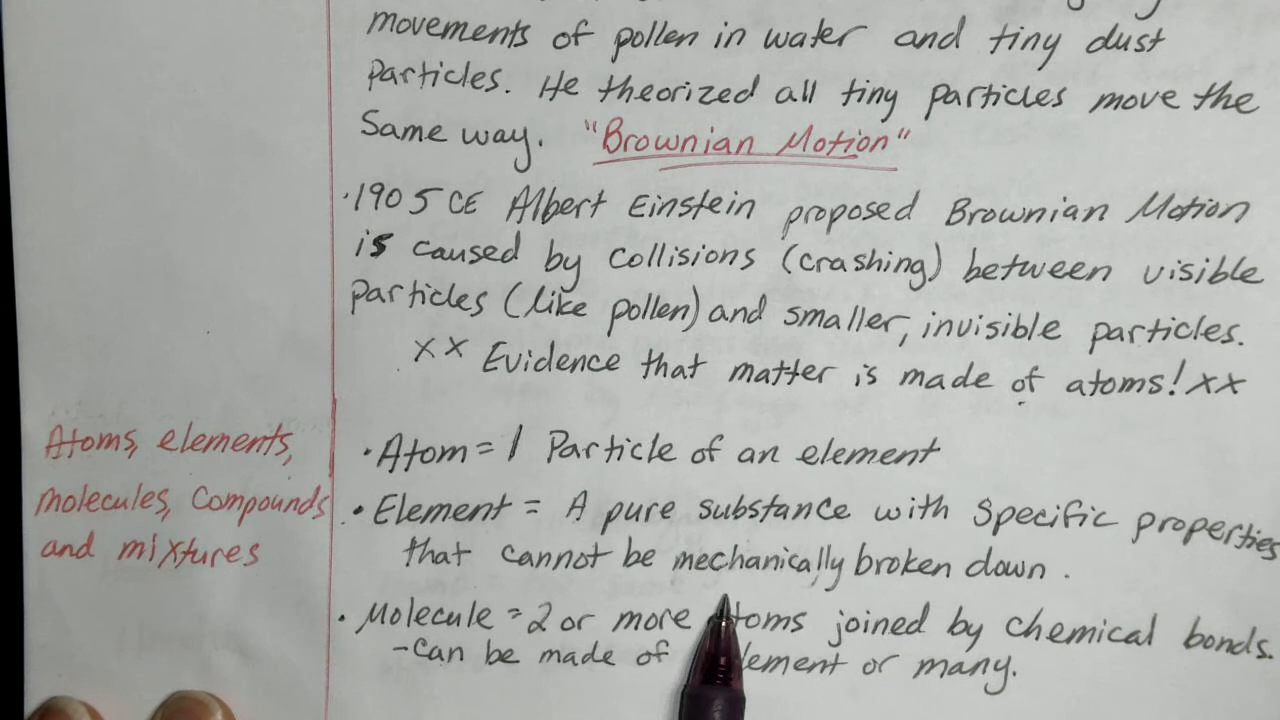 movements of pollen in water and tiny dust
particles. He theorized all tiny particles move the
Same way. "Brownian Motion"
·1905 CE Albert Einstein proposed Brownian Motion
is caused by collisions (crashing) between visible
particles (like pollen) and smaller, invisible particles.
xx Evidence that matter is made of atoms! xx
Atoms, elements,
molecules, Compounds
and mixtures
·Atom = 1 Particle of an element
·Element = A pure substance with Specific properties
that cannot be mechanically broken down.
·Molecule = 2 or more atoms joined by chemical bonds.
-Can be made of lement or many.